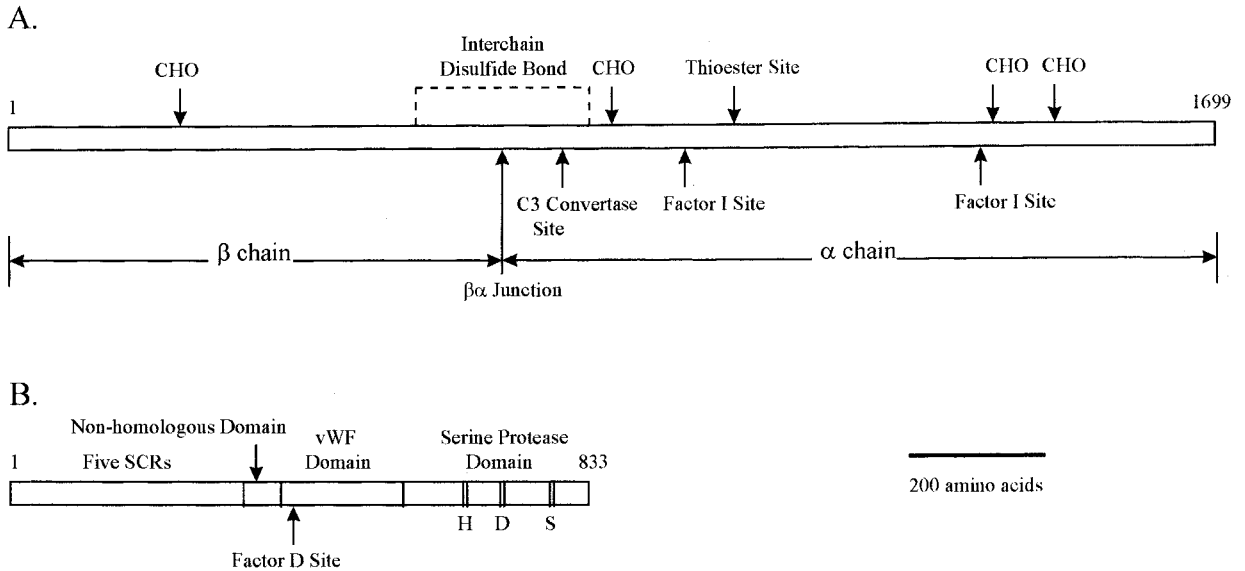 A.
Interchain
Disulfide Bond
CHO
CHO
Thioester Site
CHO
CHO
1
1699
C3 Convertase
Site
Factor I Site
Factor I Site
β chain
α chain
βα Junction
B.
Non-homologous Domain
vWF
Domain
Serine Protease
Domain
1
Five SCRs
833
H
D
S
Factor D Site
200 amino acids